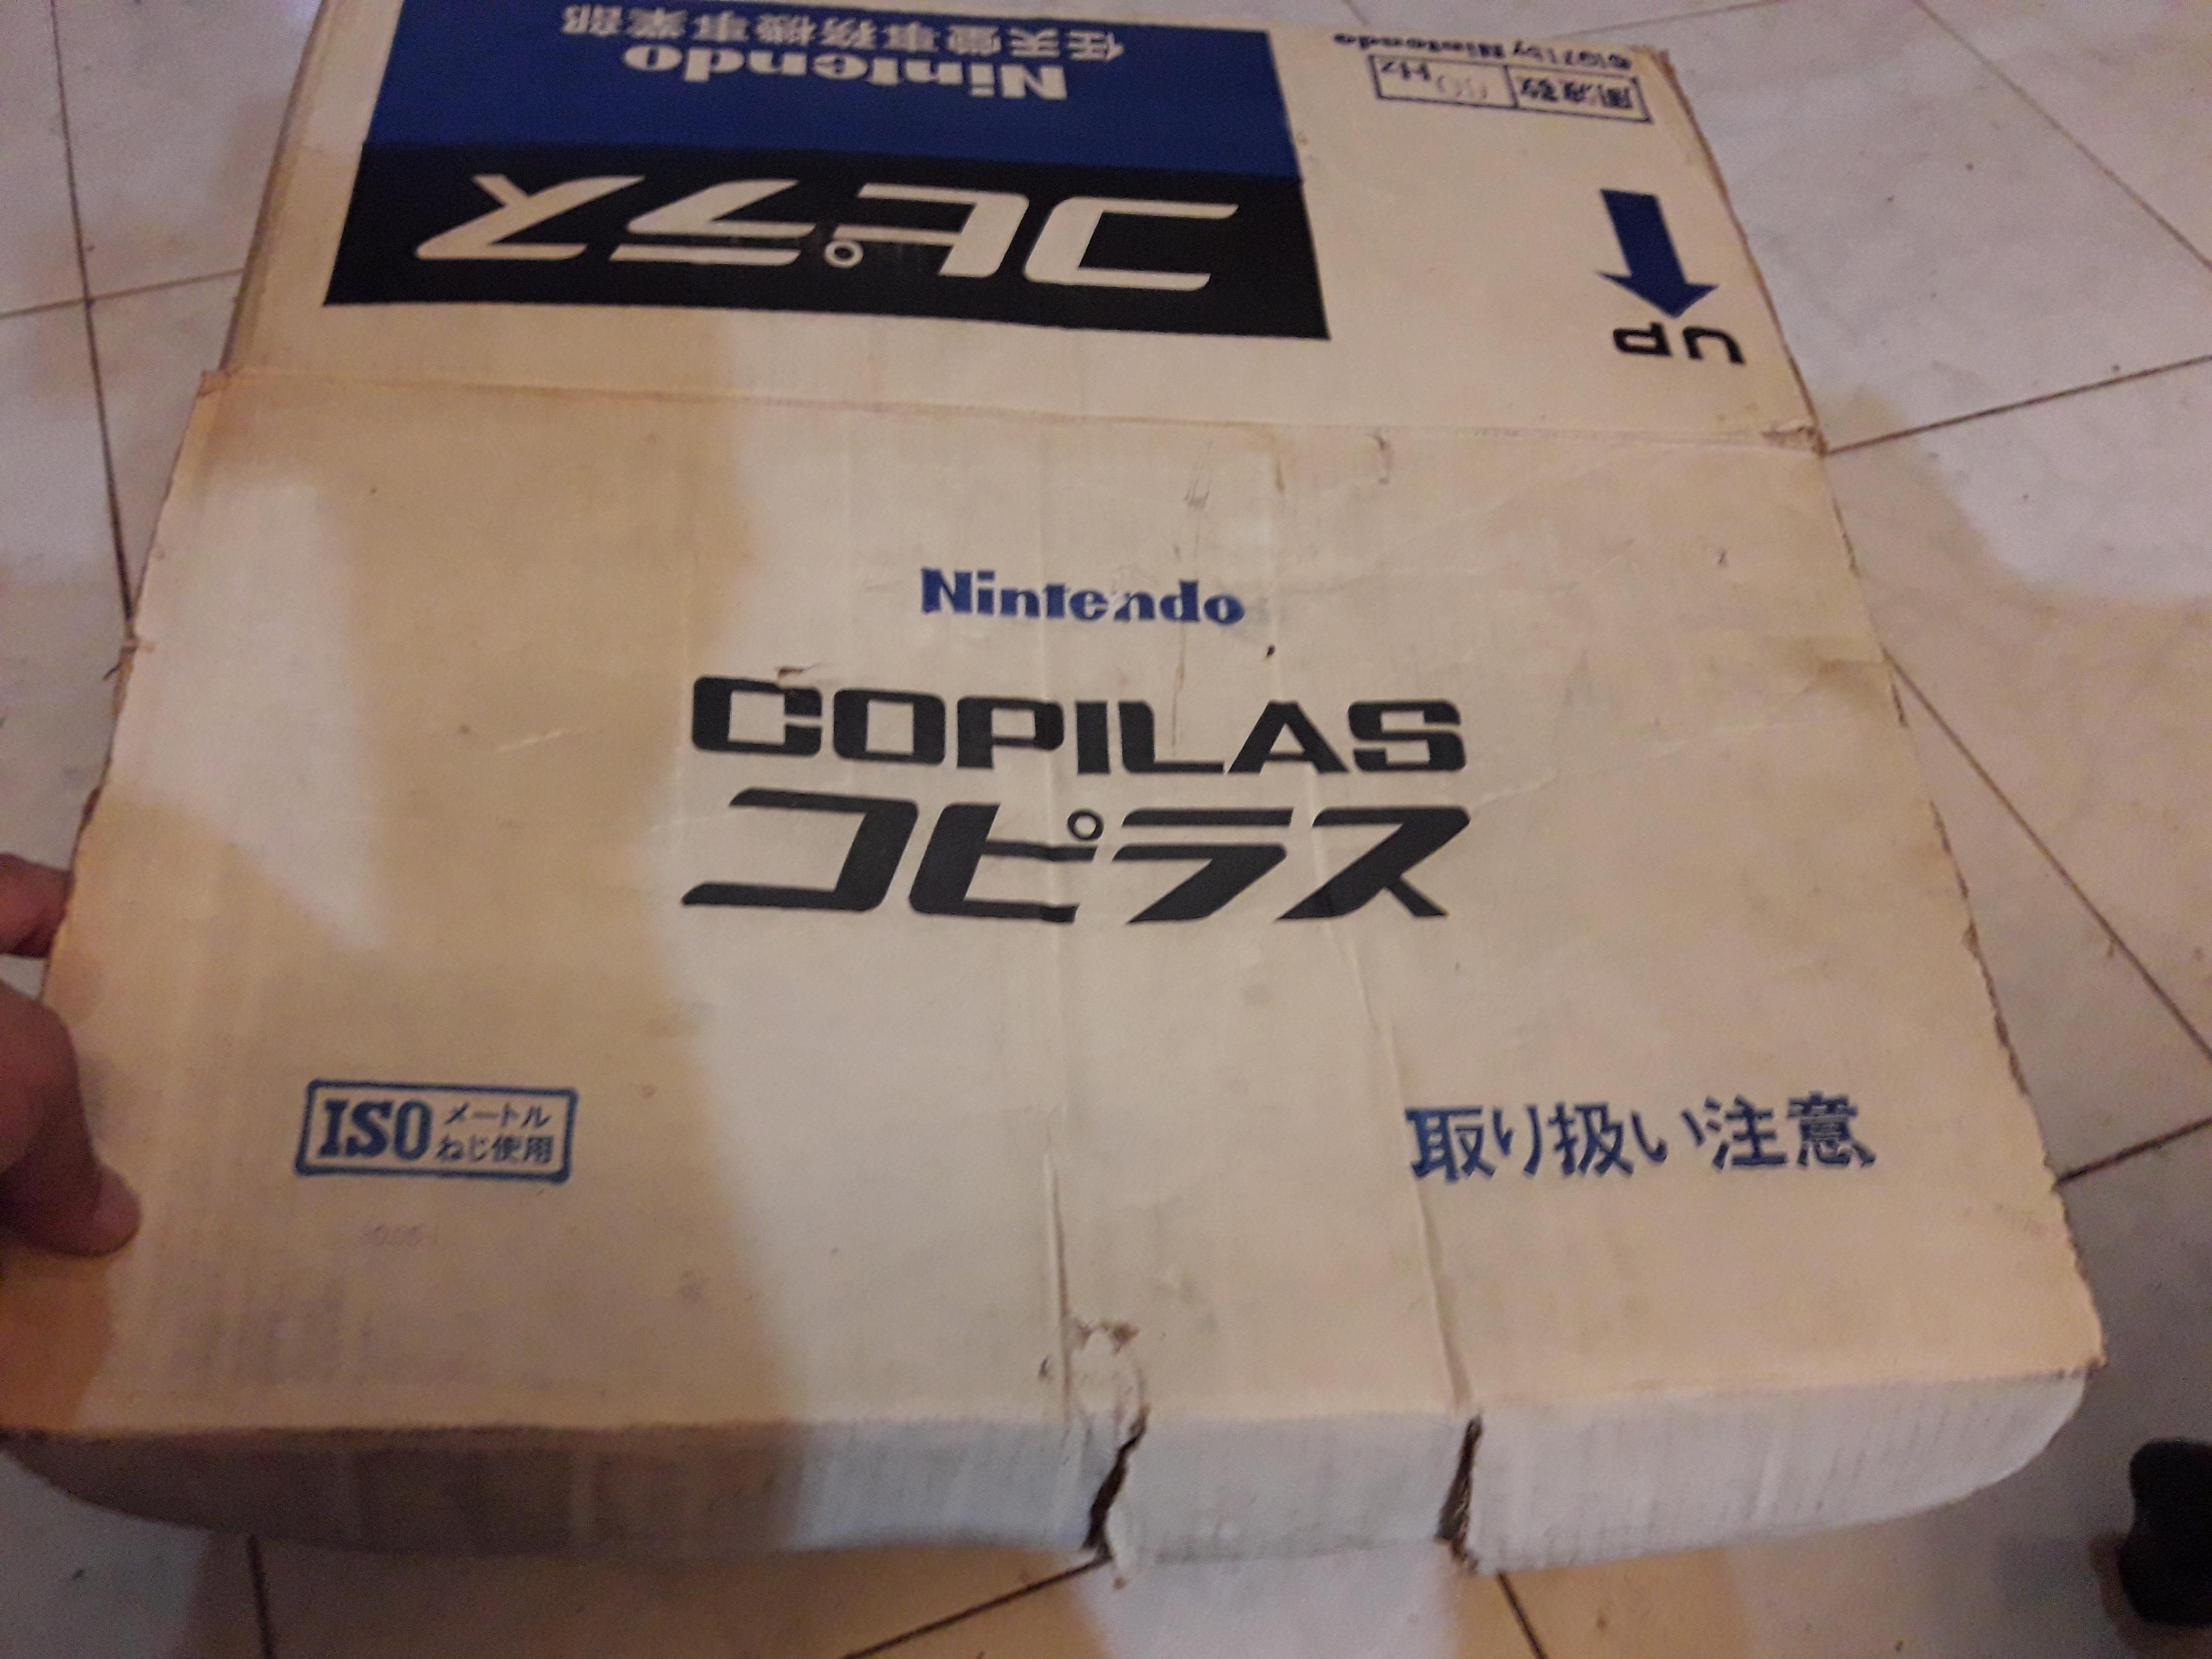 Nintendo
COPILAS
コピラス
ISO メートル
ねじ使用
取り扱い注意
UP
コピラス
Nintendo
任天堂事務機事業部
周波数 60Hz
©1971 by Nintendo